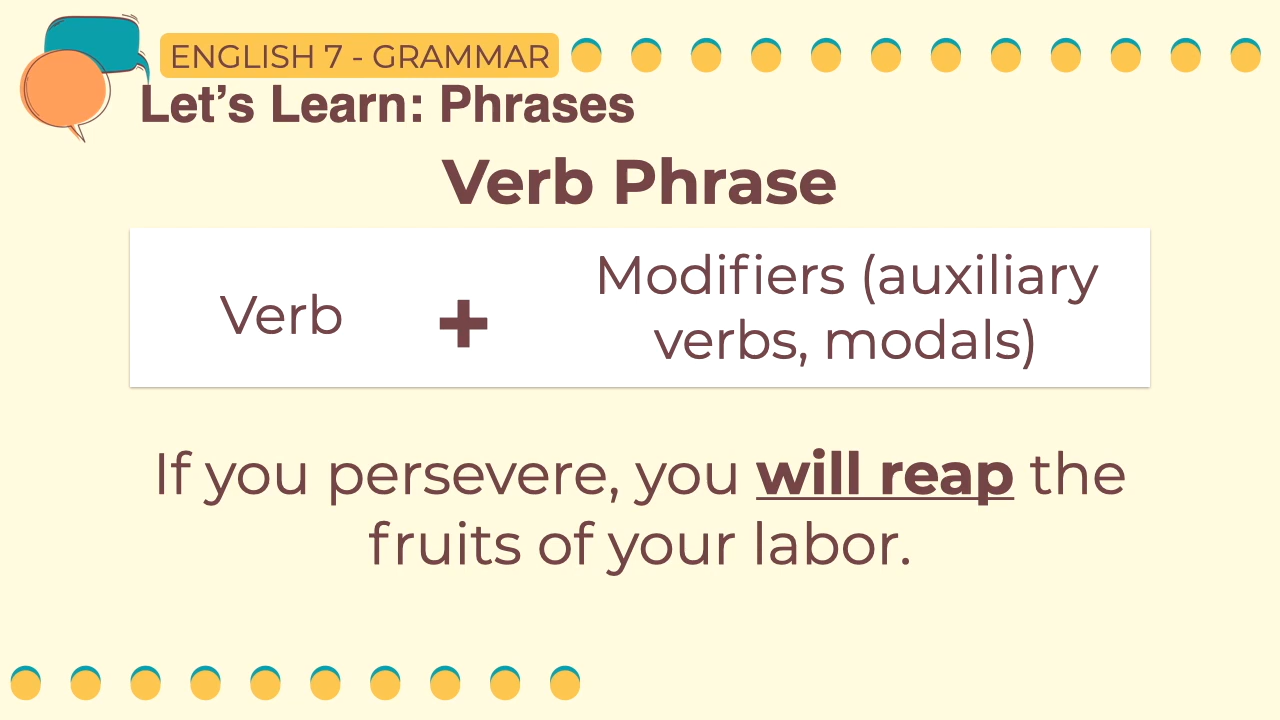 ENGLISH 7 - GRAMMAR
Let’s Learn: Phrases
Verb Phrase
Verb + Modifiers (auxiliary
verbs, modals)
If you persevere, you will reap the
fruits of your labor.